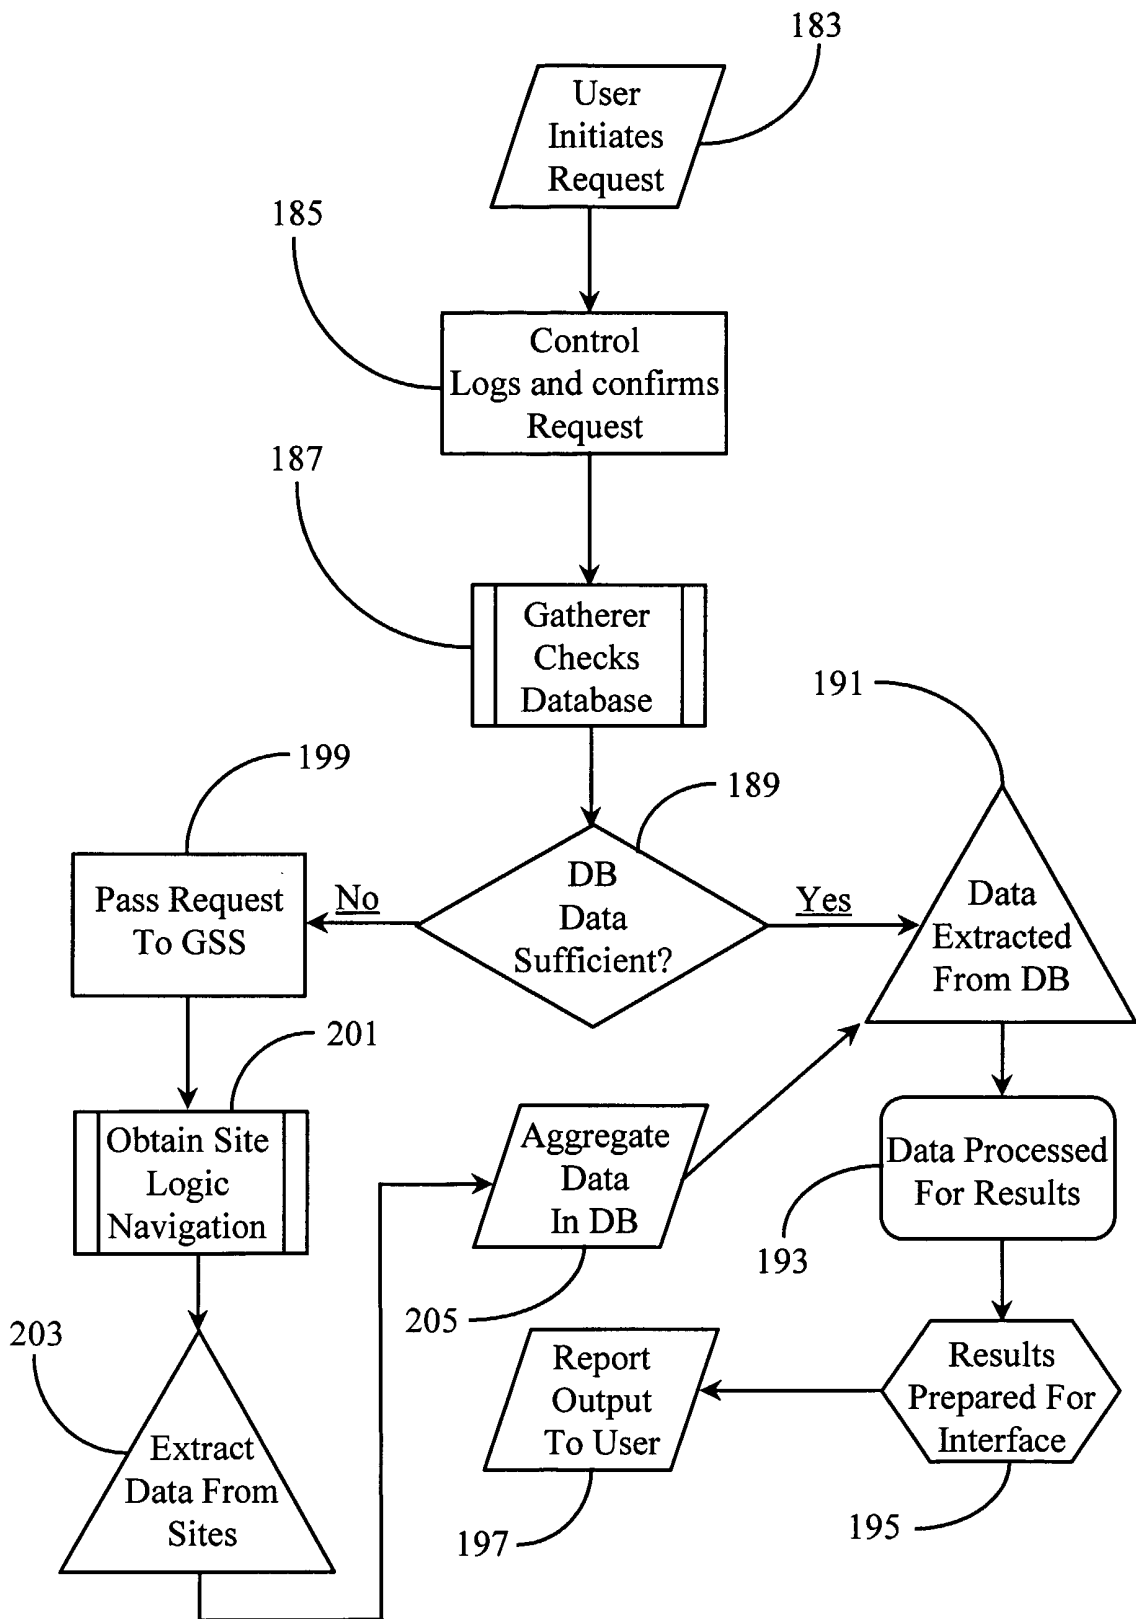 183
User
Initiates
Request
185
Control
Logs and confirms
Request
187
Gatherer
Checks
Database
191
199
189
Pass Request
To GSS
No
DB
Data
Sufficient?
Yes
Data
Extracted
From DB
201
Obtain Site
Logic
Navigation
Aggregate
Data
In DB
205
Data Processed
For Results
193
203
Extract
Data From
Sites
Report
Output
To User
197
Results
Prepared For
Interface
195